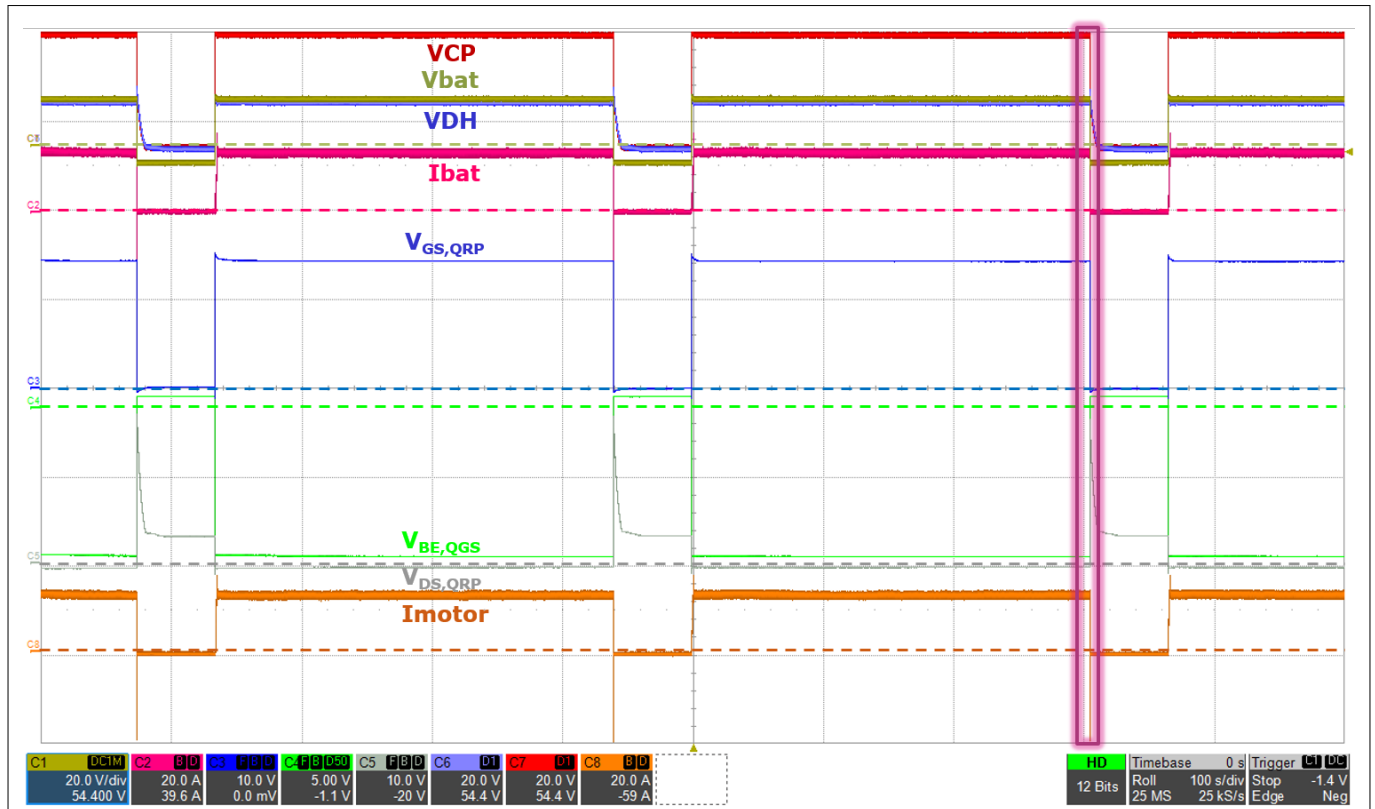 VCP
Vbat
VDH
Ibat
C2
V_GS,QRP
C3
C4
V_BE,QGS
C5
V_DS,QRP
Imotor
C8
C1 DC1M
20.0 V/div
54.400 V
C2 B D
20.0 A
39.6 A
C3 F B D
10.0 V
0.0 mV
C4 F B D50
5.00 V
-1.1 V
C5 F B D
10.0 V
-20 V
C6 D1
20.0 V
54.4 V
C7 D1
20.0 V
54.4 V
C8 B D
20.0 A
-59 A
HD
12 Bits
Timebase 0 s
Roll 100 s/div
25 MS 25 kS/s
Trigger C1 DC
Stop -1.4 V
Edge Neg